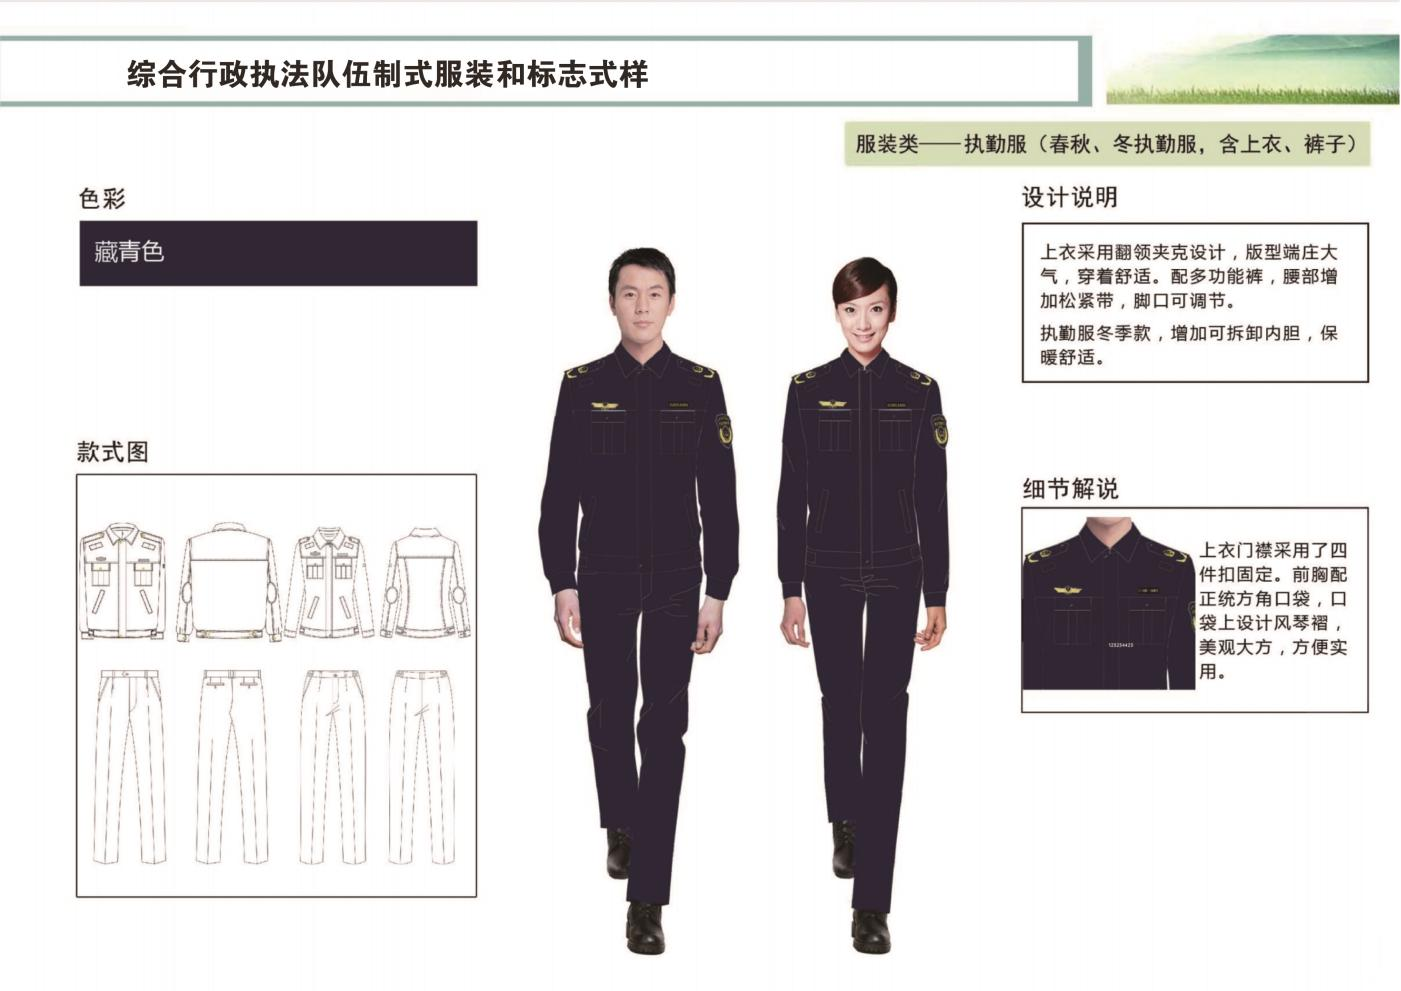 综合行政执法队伍制式服装和标志式样
服装类——执勤服（春秋、冬执勤服，含上衣、裤子）
色彩
藏青色
款式图
设计说明
上衣采用翻领夹克设计，版型端庄大
气，穿着舒适。配多功能裤，腰部增
加松紧带，脚口可调节。
执勤服冬季款，增加可拆卸内胆，保
暖舒适。
细节解说
上衣门襟采用了四
件扣固定。前胸配
正统方角口袋，口
袋上设计风琴褶，
美观大方，方便实
用。